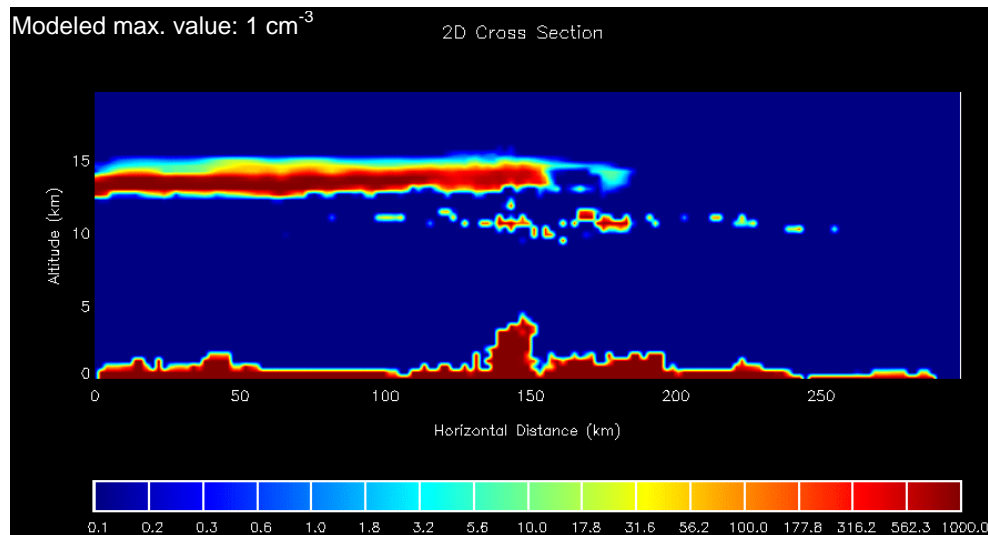 Modeled max. value: 1 cm-3
2D Cross Section
15
10
5
0
Altitude (km)
0 50 100 150 200 250
Horizontal Distance (km)
0.1 0.2 0.3 0.6 1.0 1.8 3.2 5.6 10.0 17.8 31.6 56.2 100.0 177.8 316.2 562.3 1000.0